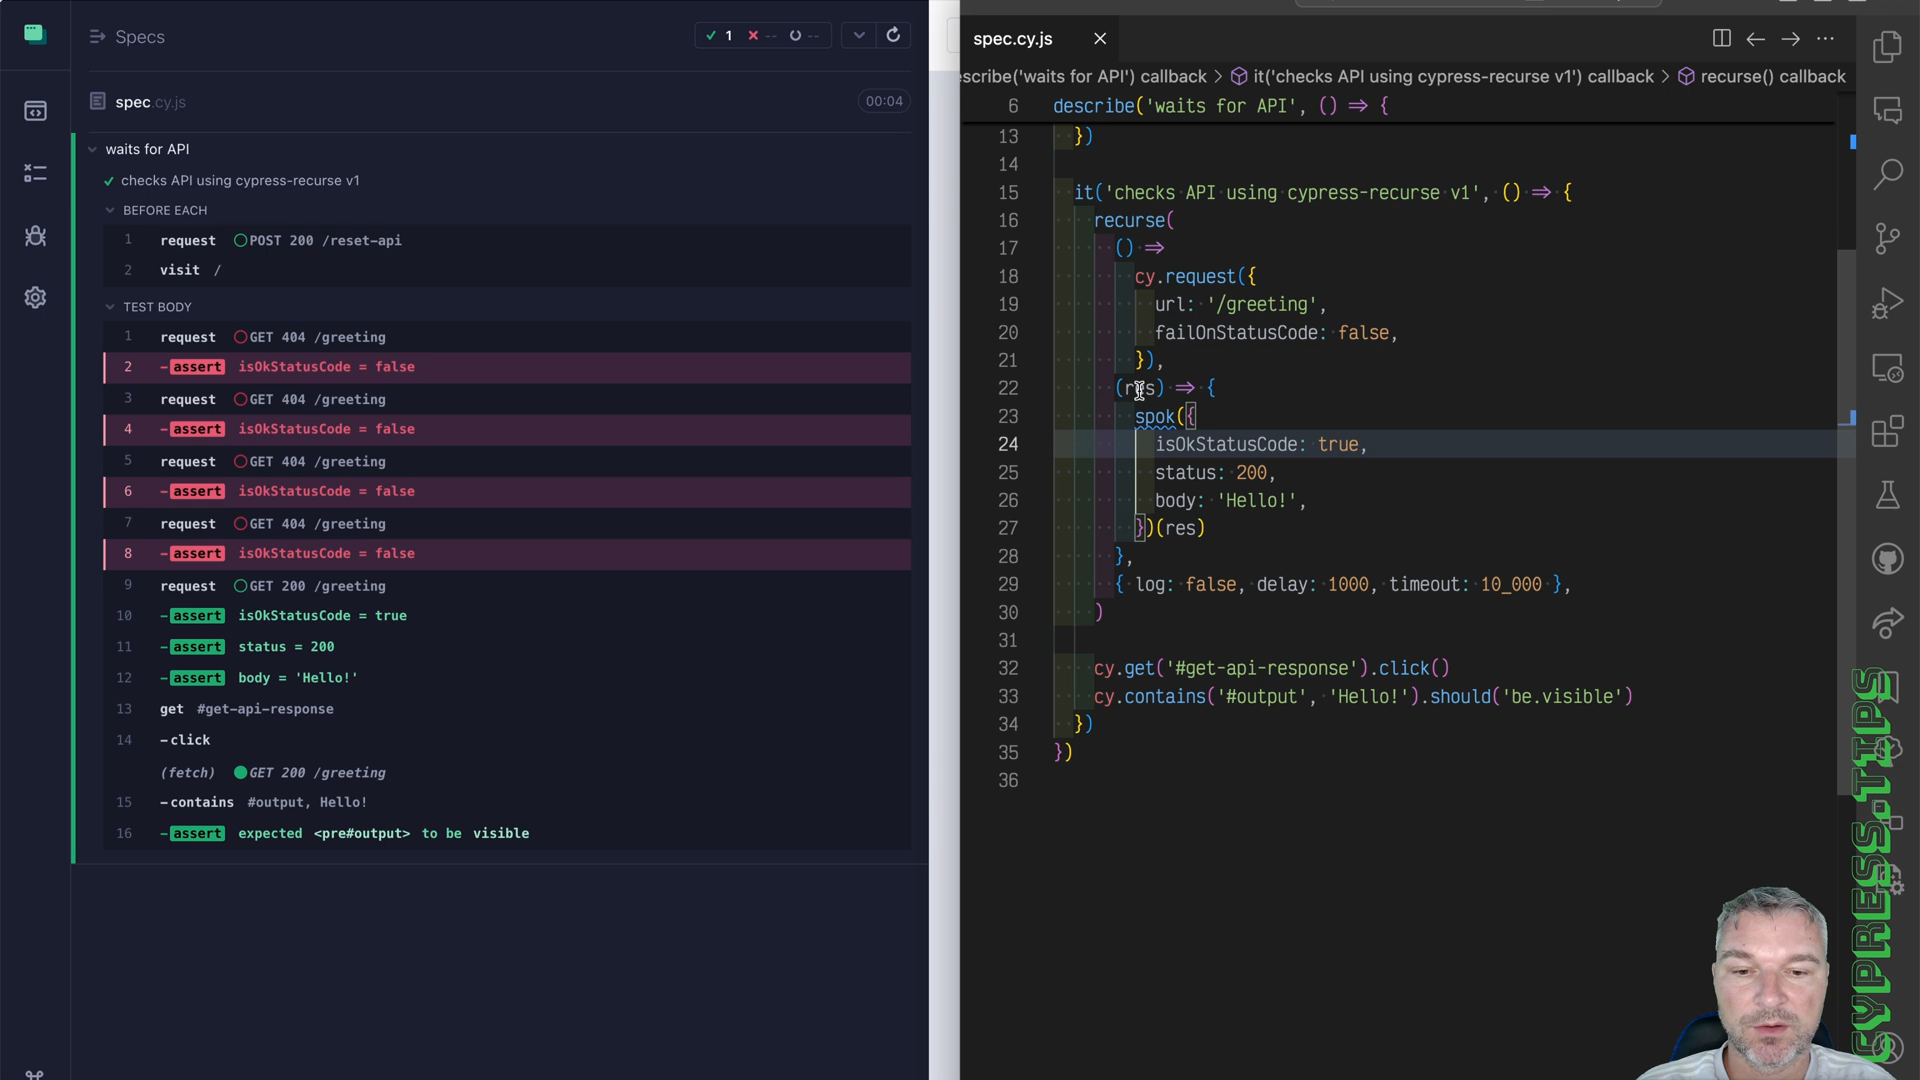 Specs
1 -- --
spec.cy.js
00:04
waits for API
checks API using cypress-recurse v1
BEFORE EACH
1 request POST 200 /reset-api
2 visit /
TEST BODY
1 request GET 404 /greeting
2 -assert isOkStatusCode = false
3 request GET 404 /greeting
4 -assert isOkStatusCode = false
5 request GET 404 /greeting
6 -assert isOkStatusCode = false
7 request GET 404 /greeting
8 -assert isOkStatusCode = false
9 request GET 200 /greeting
10 -assert isOkStatusCode = true
11 -assert status = 200
12 -assert body = 'Hello!'
13 get #get-api-response
14 -click
(fetch) GET 200 /greeting
15 -contains #output, Hello!
16 -assert expected <pre#output> to be visible
spec.cy.js
scribe('waits for API') callback > it('checks API using cypress-recurse v1') callback > recurse() callback
6 describe('waits for API', () => {
13 })
14
15 it('checks API using cypress-recurse v1', () => {
16 recurse(
17 () =>
18 cy.request({
19 url: '/greeting',
20 failOnStatusCode: false,
21 }),
22 (res) => {
23 spok({
24 isOkStatusCode: true,
25 status: 200,
26 body: 'Hello!',
27 })(res)
28 },
29 { log: false, delay: 1000, timeout: 10_000 },
30 )
31
32 cy.get('#get-api-response').click()
33 cy.contains('#output', 'Hello!').should('be.visible')
34 })
35 })
36
CYPRESS.TIPS